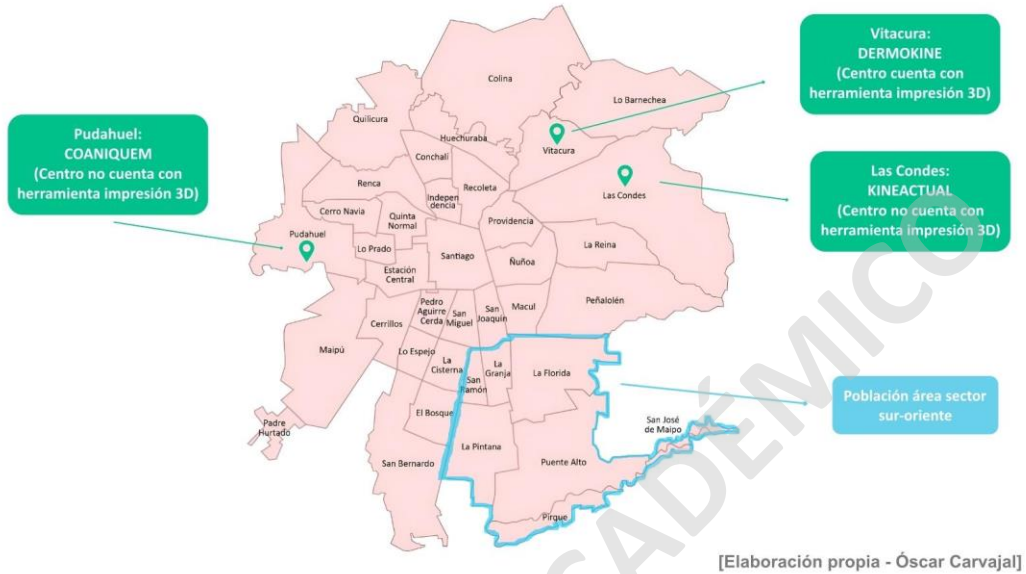 Vitacura:
DERMOKINE
(Centro cuenta con
herramienta impresión 3D)
Pudahuel:
COANIQUEM
(Centro no cuenta con
herramienta impresión 3D)
Las Condes:
KINEACTUAL
(Centro no cuenta con
herramienta impresión 3D)
Población área sector
sur-oriente
Colina
Lo Barnechea
Quilicura
Huechuraba
Vitacura
Conchalí
Renca
Recoleta
Indepen
dencia
Las Condes
Cerro Navia
Quinta
Normal
Providencia
Pudahuel
Lo Prado
La Reina
Santiago
Ñuñoa
Estación
Central
Peñalolén
Pedro
Aguirre
Cerda
San
Miguel
San
Joaquín
Macul
Cerrillos
Maipú
Lo Espejo
La
Cisterna
San
Ramón
La
Granja
La Florida
El Bosque
San José
de Maipo
Padre
Hurtado
La Pintana
San Bernardo
Puente Alto
Pirque
CADÉMICO
[Elaboración propia - Óscar Carvajal]